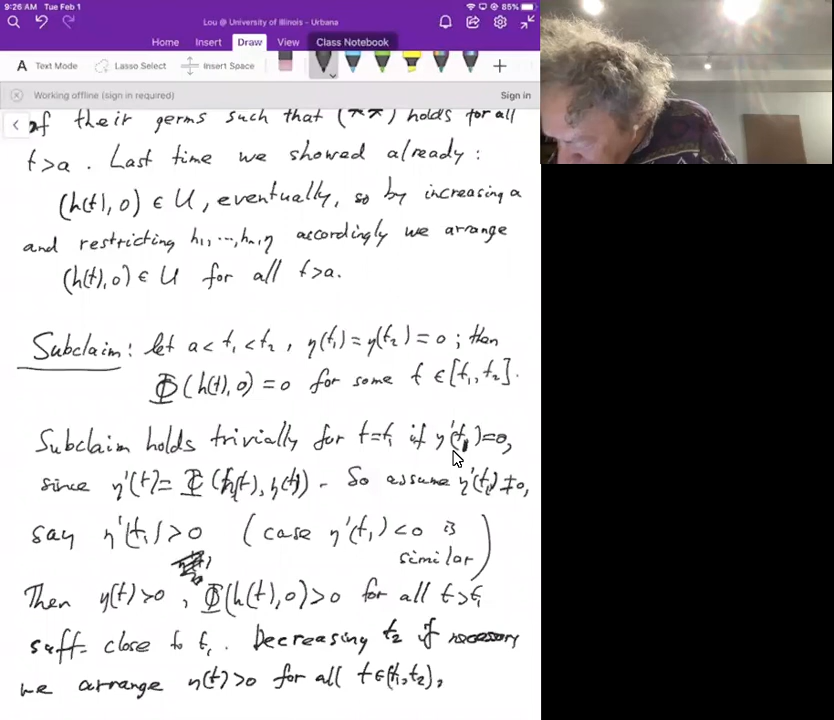 9:26 AM Tue Feb 1
85%
Lou @ University of Illinois - Urbana
Home Insert Draw View Class Notebook
Text Mode Lasso Select Insert Space
Working offline (sign in required) Sign in
of their germs such that (**) holds for all
t>a. Last time we showed already:
(h(t), 0) ∈ U, eventually, so by increasing a
and restricting h₁,...,hₙ,η accordingly we arrange
(h(t), 0) ∈ U for all t>a.
Subclaim: let a<t₁<t₂, η(t₁)=η(t₂)=0; then
Φ(h(t), 0)=0 for some t ∈[t₁,t₂].
Subclaim holds trivially for t=t₁ if η'(t₁)=0,
since η'(t)=Φ(h(t), η(t)). So assume η'(t₁)≠0,
say η'(t₁)>0 (case η'(t₁)<0 is
similar)
Then η(t)>0, Φ(h(t),0)>0 for all t>t₁
suff. close to t₁. Decreasing t₂ if necessary
we arrange η(t)>0 for all t∈(t₁,t₂),